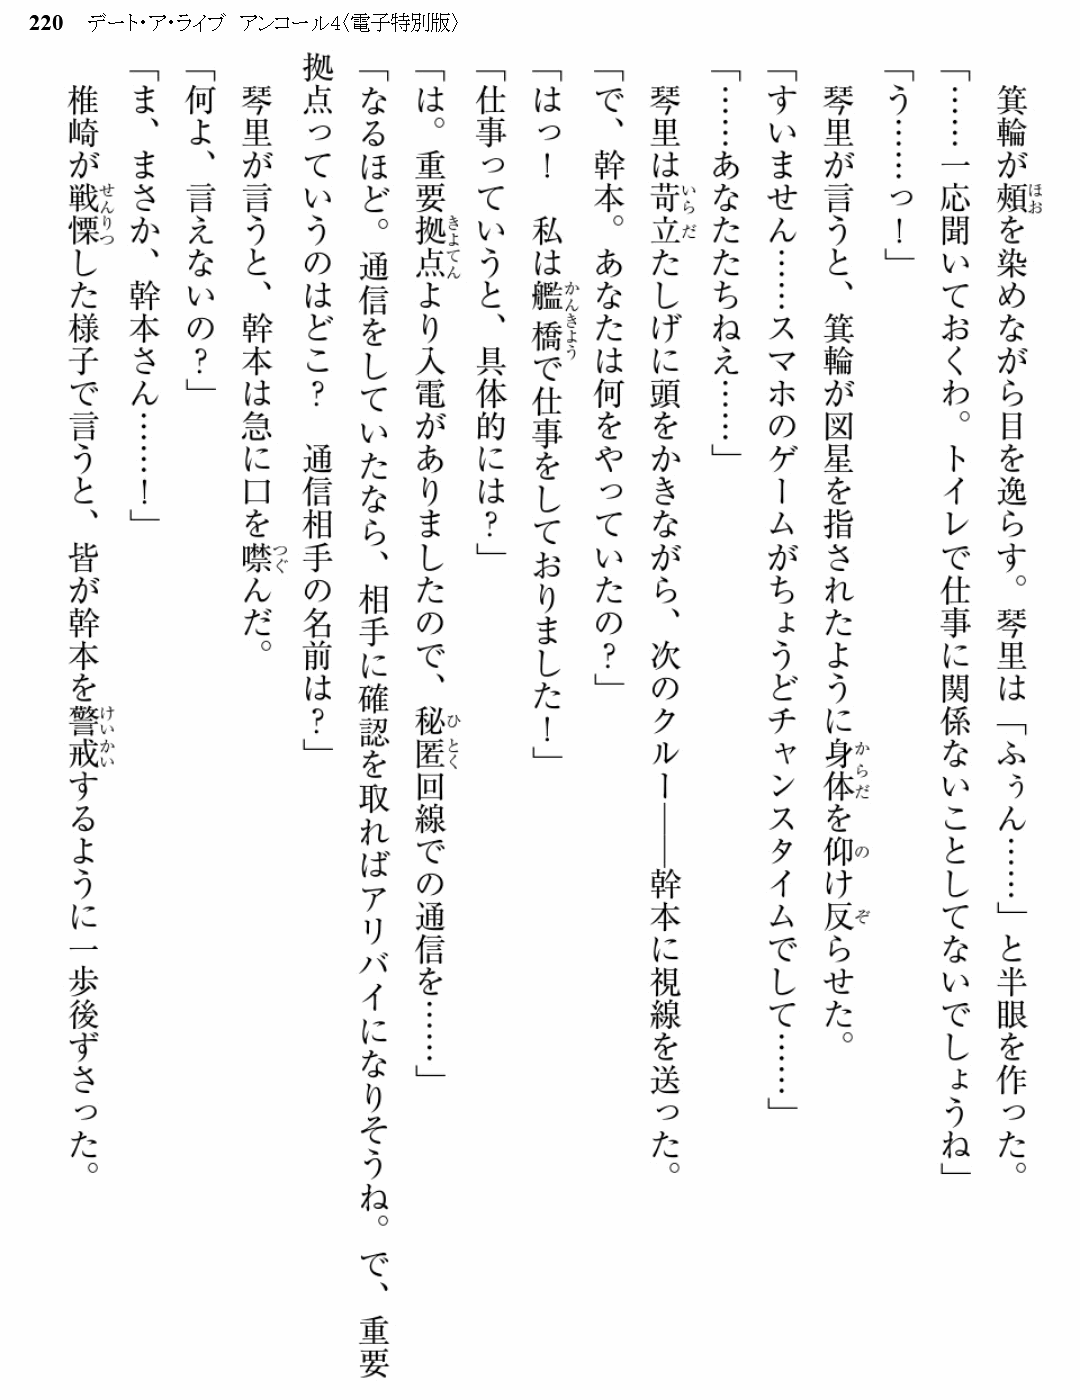 220 デート・ア・ライブ アンコール4〈電子特別版〉
箕輪が頬を染めながら目を逸らす。琴里は「ふぅん……」と半眼を作った。
「……一応聞いておくわ。トイレで仕事に関係ないことしてないでしょうね」
「う……っ！」
琴里が言うと、箕輪が図星を指されたように身体を仰け反らせた。
「すいません……スマホのゲームがちょうどチャンスタイムでして……」
「……あなたたちねえ……」
琴里は苛立たしげに頭をかきながら、次のクルー――幹本に視線を送った。
「で、幹本。あなたは何をやっていたの？」
「はっ！　私は艦橋で仕事をしておりました！」
「仕事っていうと、具体的には？」
「は。重要拠点より入電がありましたので、秘匿回線での通信を……」
「なるほど。通信をしていたなら、相手に確認を取ればアリバイになりそうね。で、重要
拠点っていうのはどこ？　通信相手の名前は？」
琴里が言うと、幹本は急に口を噤んだ。
「何よ、言えないの？」
「ま、まさか、幹本さん……！」
椎崎が戦慄した様子で言うと、皆が幹本を警戒するように一歩後ずさった。